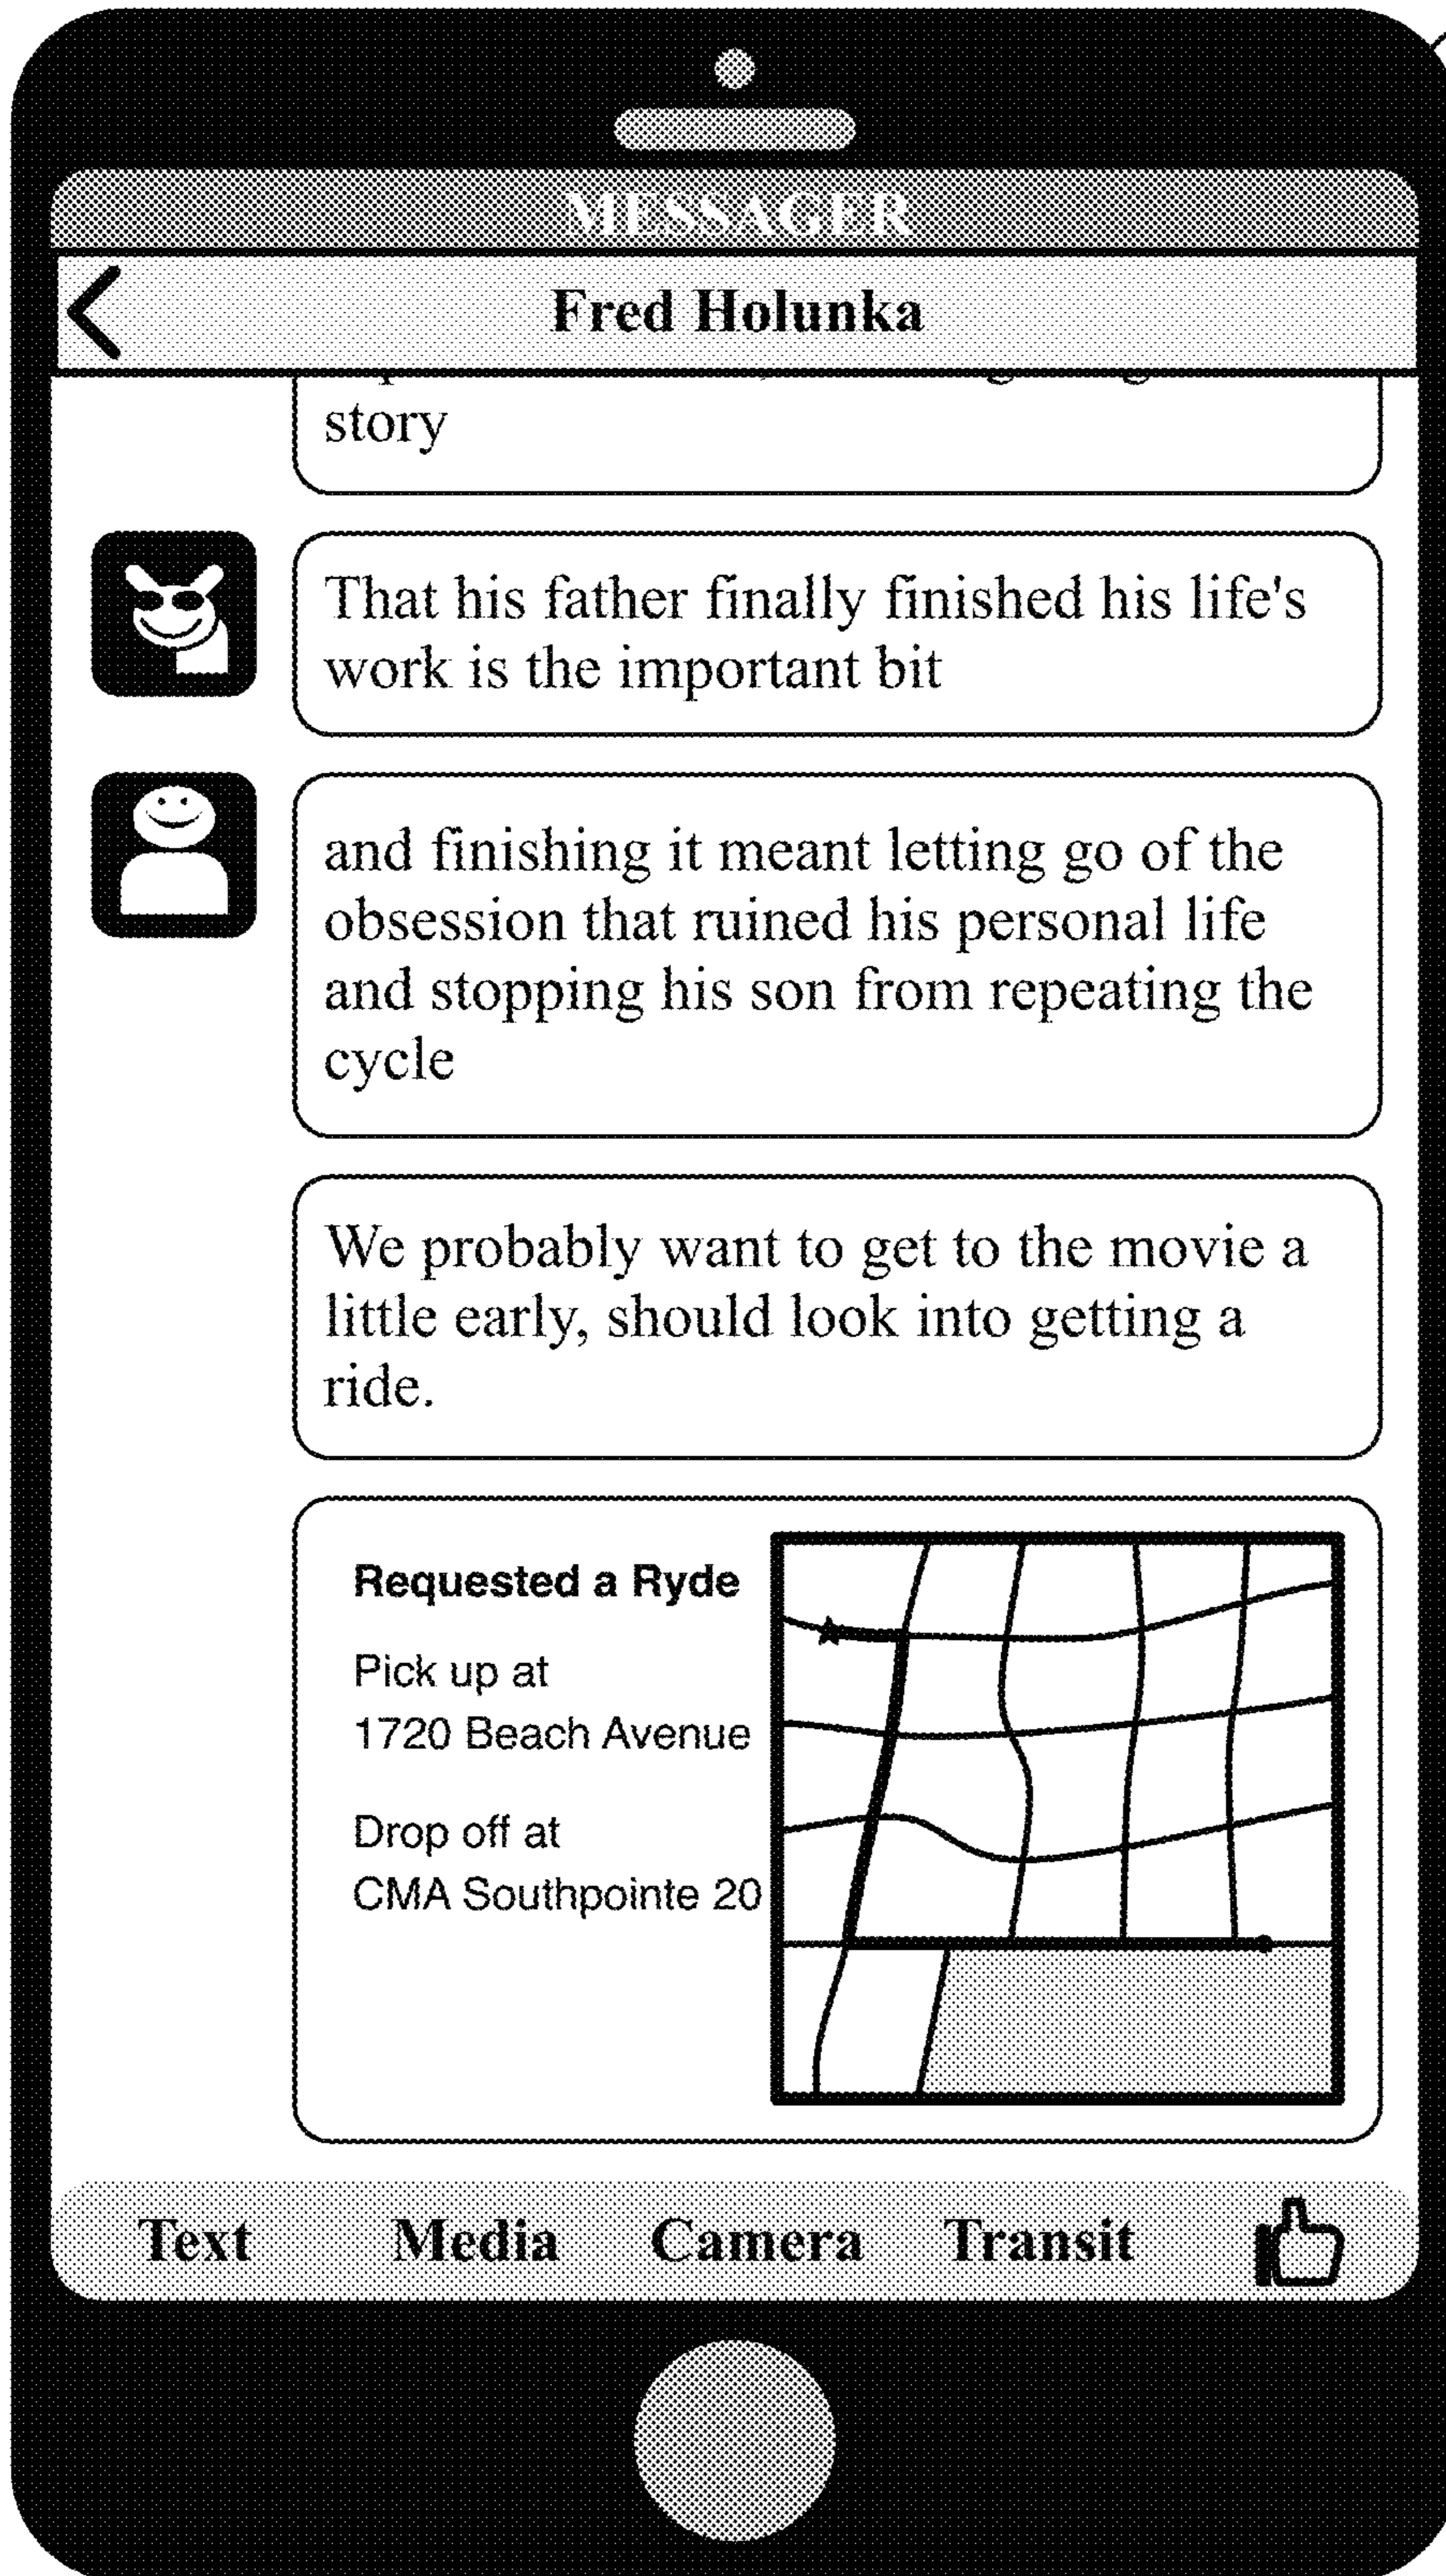 MESSAGER
Fred Holunka
story
That his father finally finished his life's
work is the important bit
and finishing it meant letting go of the
obsession that ruined his personal life
and stopping his son from repeating the
cycle
We probably want to get to the movie a
little early, should look into getting a
ride.
Requested a Ryde
Pick up at
1720 Beach Avenue
Drop off at
CMA Southpointe 20
Text Media Camera Transit